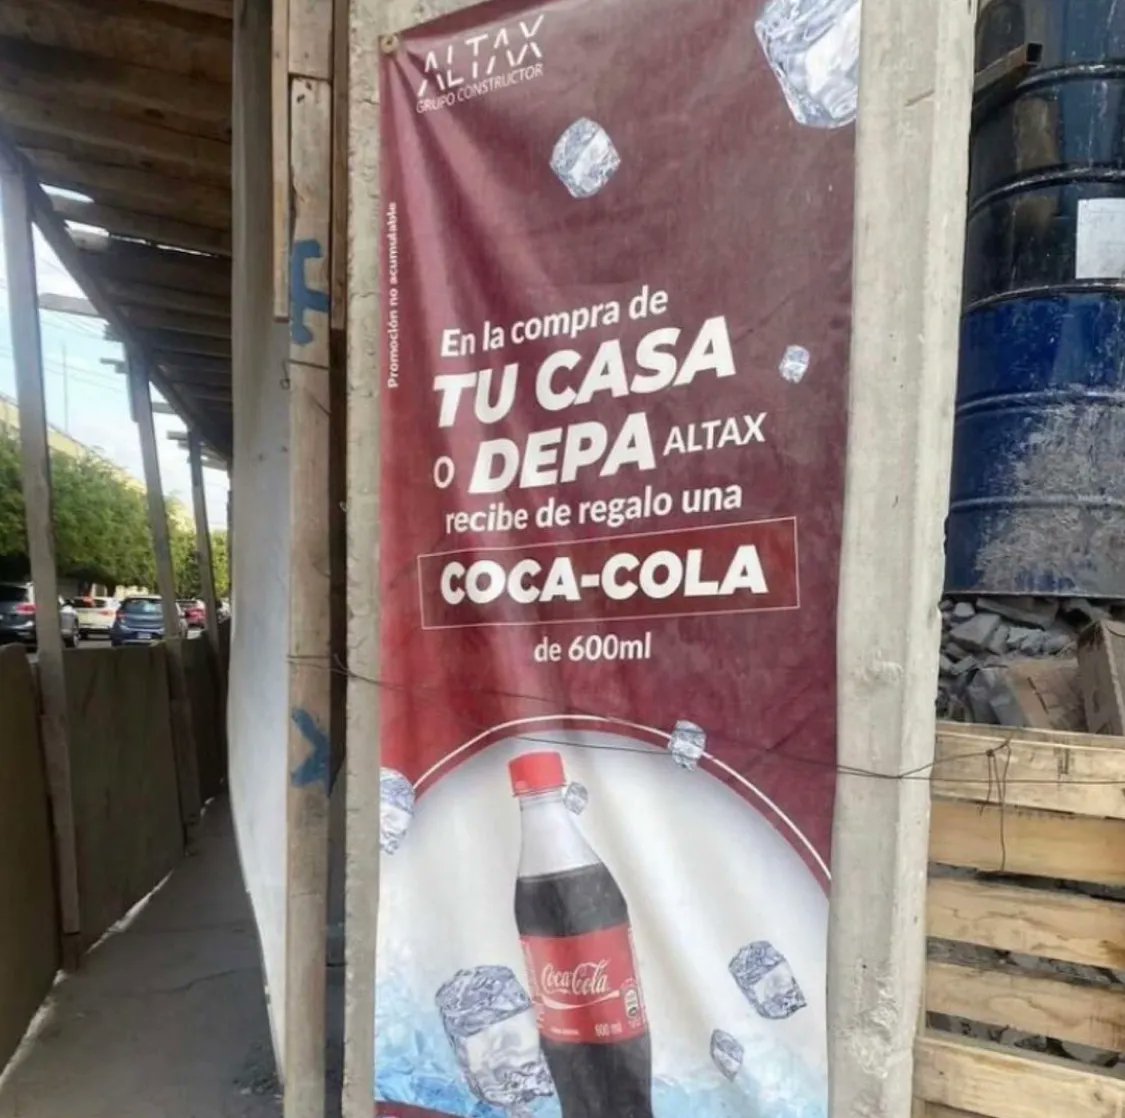 ALTAX
GRUPO CONSTRUCTOR
Promoción no acumulable
En la compra de
TU CASA
O DEPA ALTAX
recibe de regalo una
COCA-COLA
de 600ml
Coca-Cola
600 ml